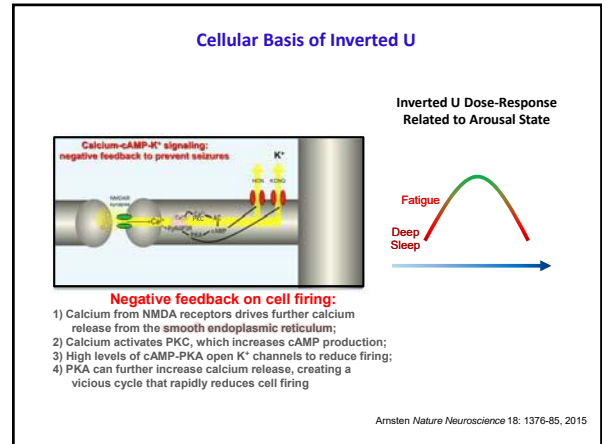 Cellular Basis of Inverted U
Calcium-cAMP-K+ signaling:
negative feedback to prevent seizures
K+
HCN KCNQ
NMDAR
synapse
Ca2+
PKC
AC
cAMP
PKA
Negative feedback on cell firing:
1) Calcium from NMDA receptors drives further calcium
release from the smooth endoplasmic reticulum;
2) Calcium activates PKC, which increases cAMP production;
3) High levels of cAMP-PKA open K+ channels to reduce firing;
4) PKA can further increase calcium release, creating a
vicious cycle that rapidly reduces cell firing
Inverted U Dose-Response
Related to Arousal State
Fatigue
Deep
Sleep
Arnsten Nature Neuroscience 18: 1376-85, 2015